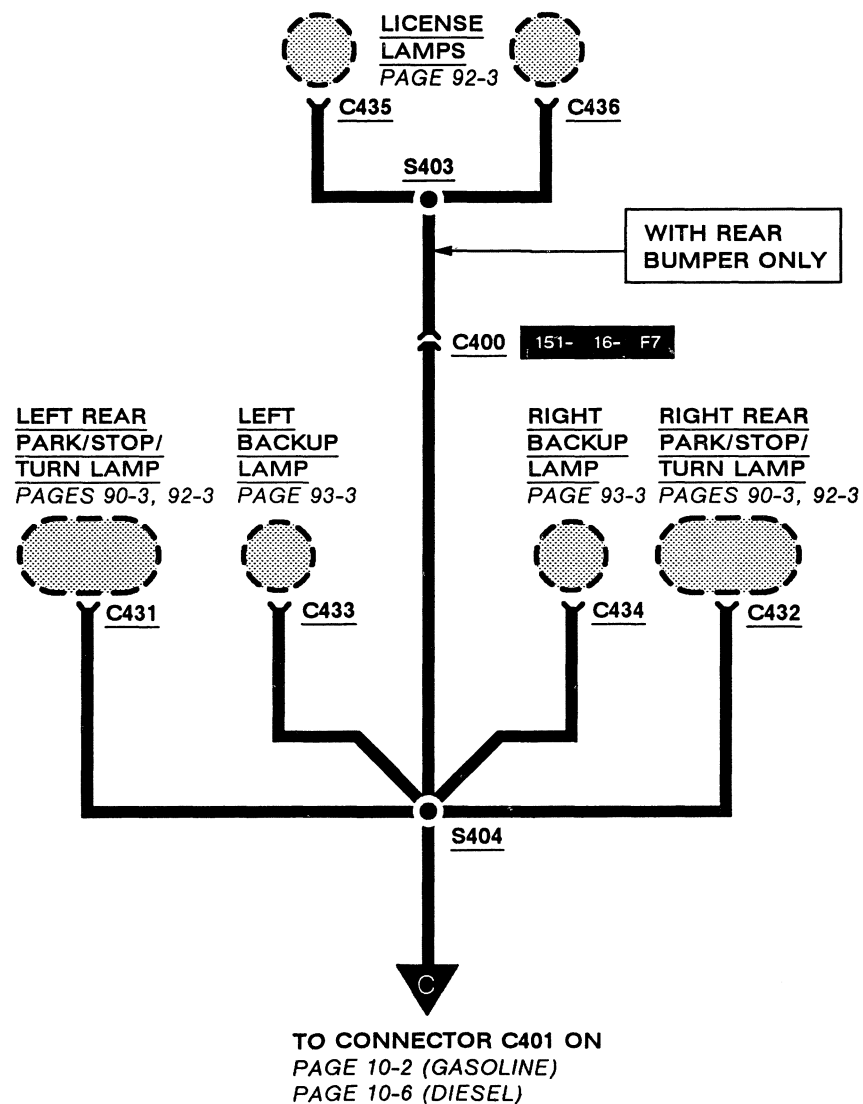 LICENSE
LAMPS
PAGE 92-3
C435
C436
S403
WITH REAR
BUMPER ONLY
C400
151- 16- F7
LEFT REAR
PARK/STOP/
TURN LAMP
PAGES 90-3, 92-3
LEFT
BACKUP
LAMP
PAGE 93-3
RIGHT
BACKUP
LAMP
PAGE 93-3
RIGHT REAR
PARK/STOP/
TURN LAMP
PAGES 90-3, 92-3
C431
C433
C434
C432
S404
C
TO CONNECTOR C401 ON
PAGE 10-2 (GASOLINE)
PAGE 10-6 (DIESEL)